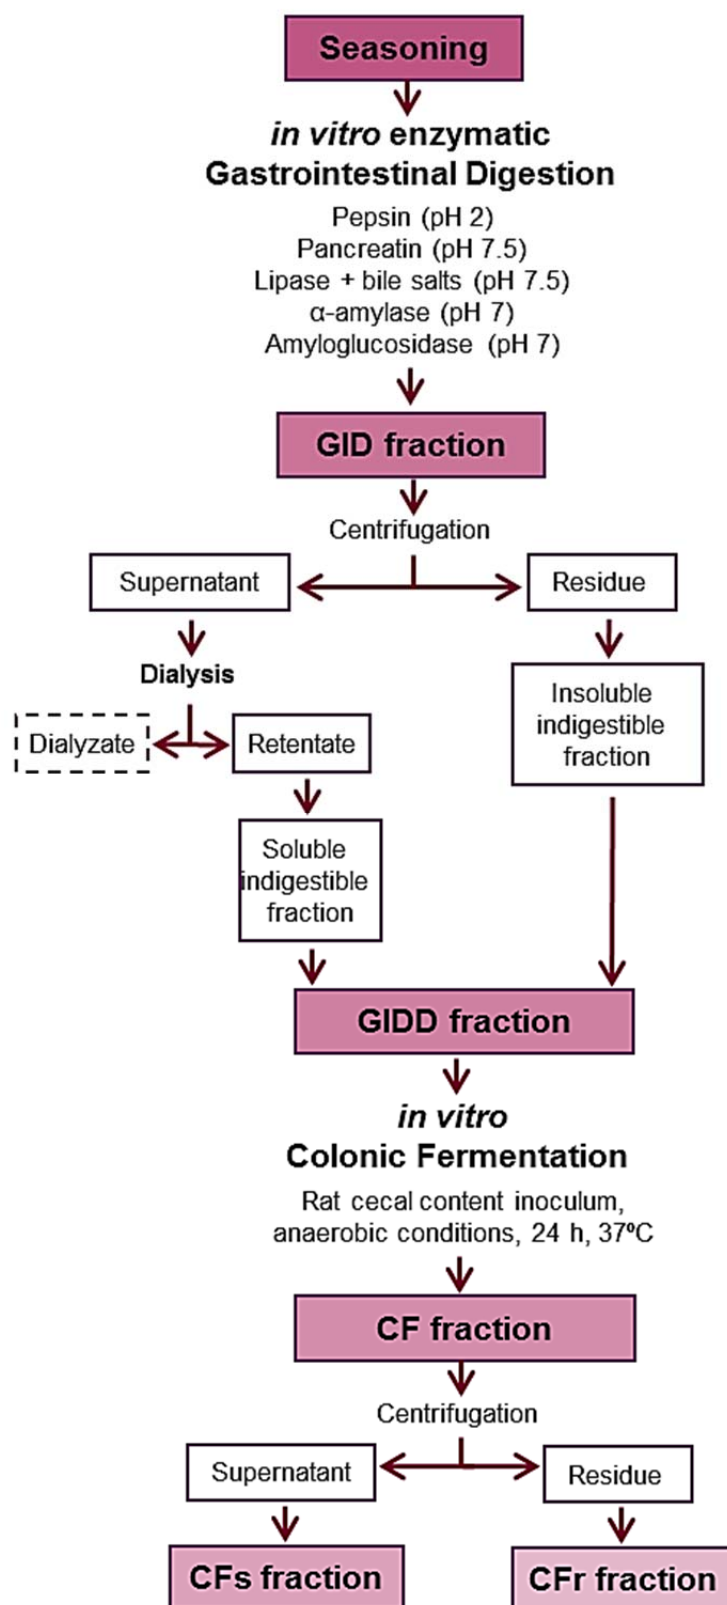 Seasoning
in vitro enzymatic
Gastrointestinal Digestion
Pepsin (pH 2)
Pancreatin (pH 7.5)
Lipase + bile salts (pH 7.5)
α-amylase (pH 7)
Amyloglucosidase (pH 7)
GID fraction
Centrifugation
Supernatant
Residue
Dialysis
Insoluble
indigestible
fraction
Dialyzate
Retentate
Soluble
indigestible
fraction
GIDD fraction
in vitro
Colonic Fermentation
Rat cecal content inoculum,
anaerobic conditions, 24 h, 37ºC
CF fraction
Centrifugation
Supernatant
Residue
CFs fraction
CFr fraction